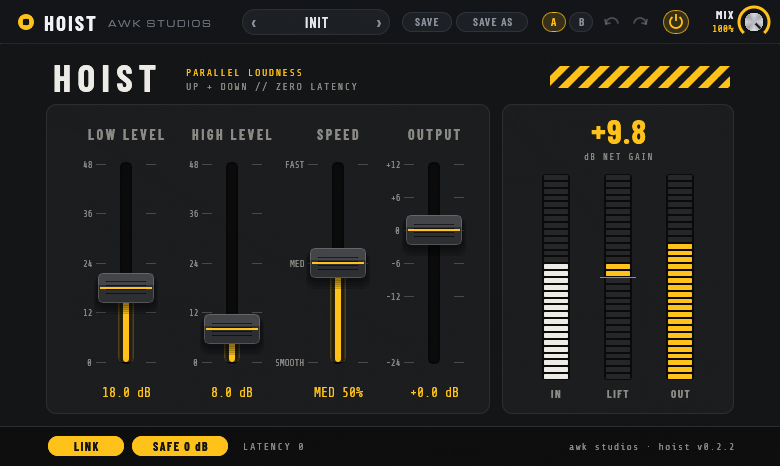 HOIST AWK STUDIOS ‹ INIT › SAVE SAVE AS A B MIX 100%
HOIST
PARALLEL LOUDNESS
UP + DOWN // ZERO LATENCY
LOW LEVEL HIGH LEVEL SPEED OUTPUT
48 48 FAST +12
+6
36 36
0
24 24 MED -6
12 12 -12
0 0 SMOOTH -24
18.0 dB 8.0 dB MED 50% +0.0 dB
+9.8
dB NET GAIN
IN LIFT OUT
LINK SAFE 0 dB LATENCY 0 awk studios · hoist v0.2.2